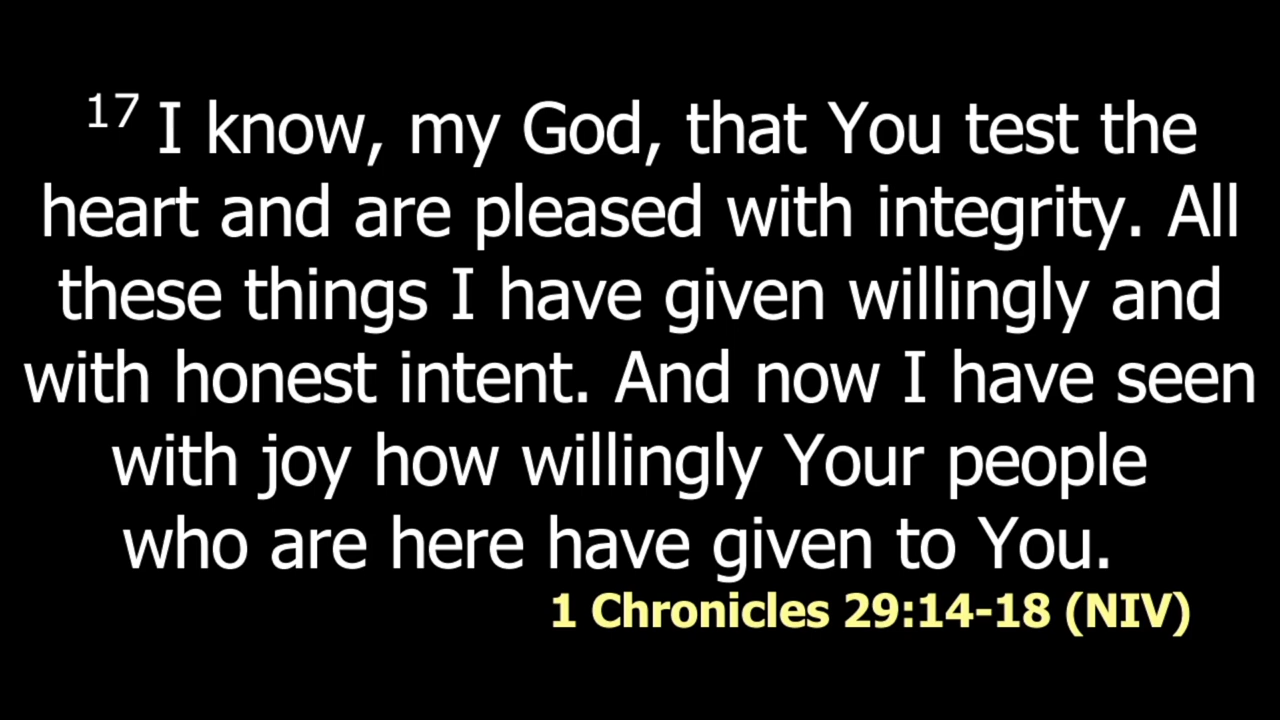 17 I know, my God, that You test the
heart and are pleased with integrity. All
these things I have given willingly and
with honest intent. And now I have seen
with joy how willingly Your people
who are here have given to You.
1 Chronicles 29:14-18 (NIV)